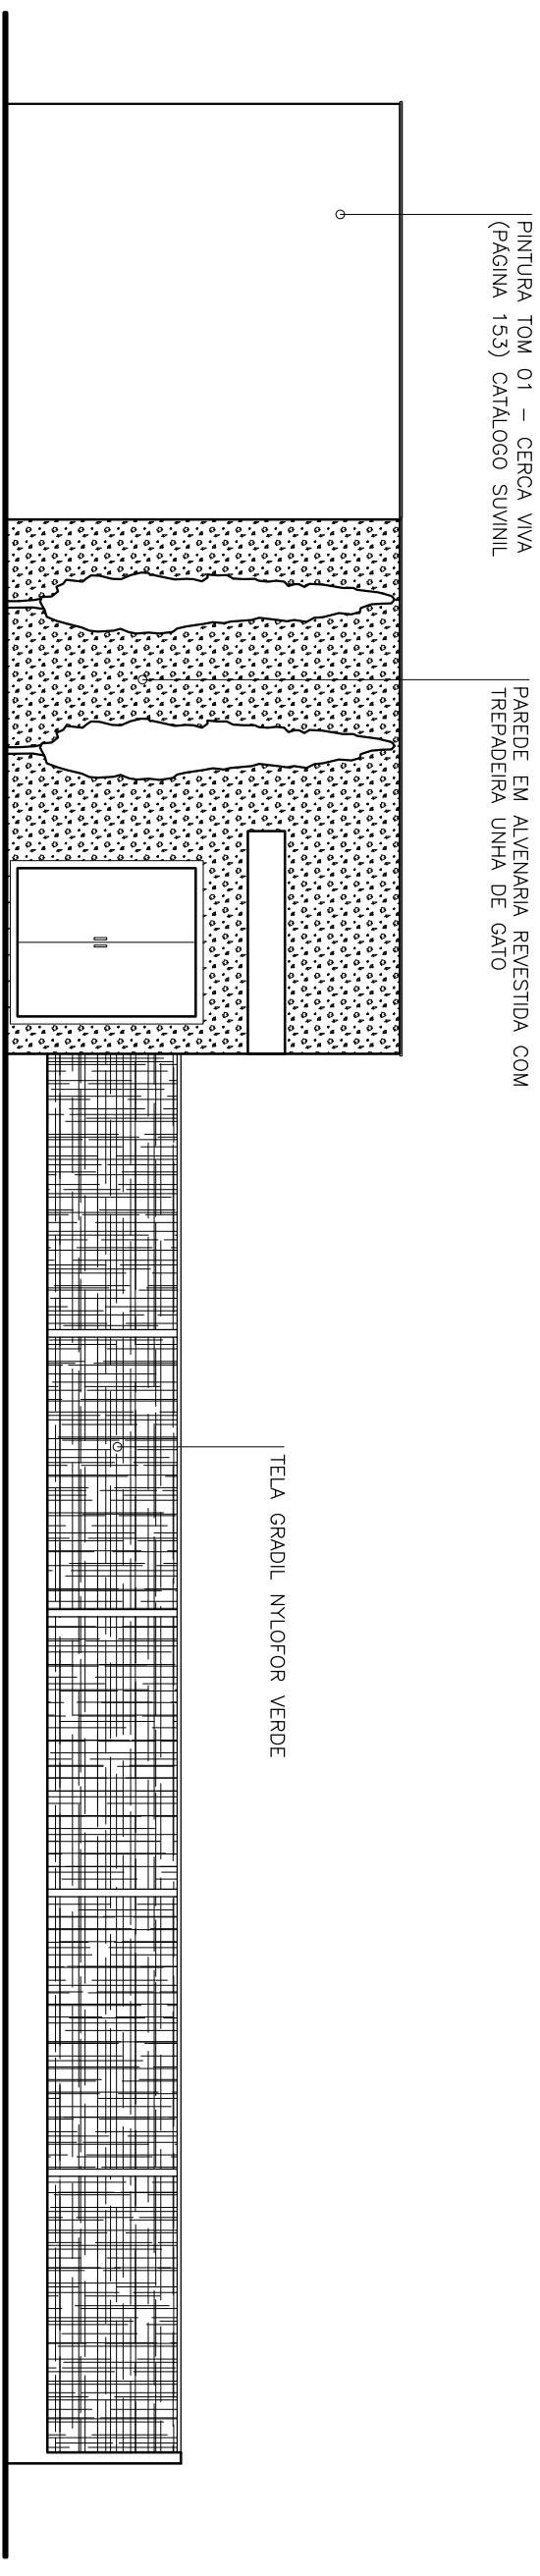 PINTURA TOM 01 – CERCA VIVA
(PÁGINA 153) CATÁLOGO SUVINIL
PAREDE EM ALVENARIA REVESTIDA COM
TREPADEIRA UNHA DE GATO
TELA GRADIL NYLOFOR VERDE